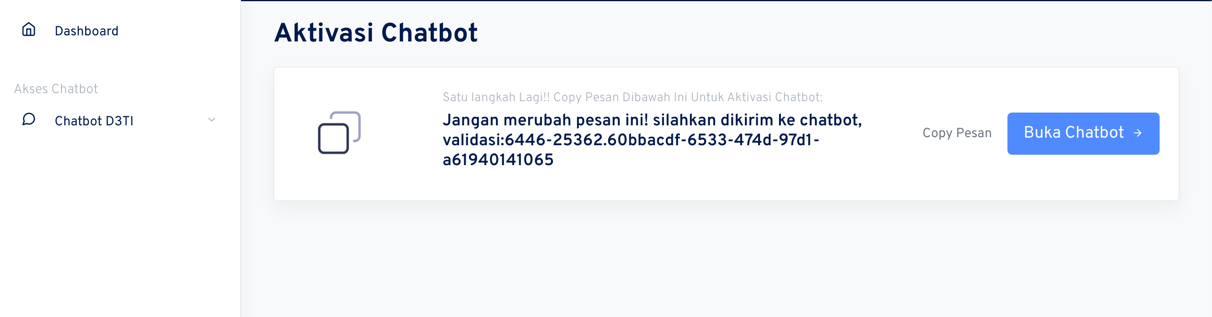 Dashboard
Akses Chatbot
Chatbot D3TI
Aktivasi Chatbot
Satu langkah Lagi!! Copy Pesan Dibawah Ini Untuk Aktivasi Chatbot:
Jangan merubah pesan ini! silahkan dikirim ke chatbot,
validasi:6446-25362.60bbacdf-6533-474d-97d1-
a61940141065
Copy Pesan
Buka Chatbot →